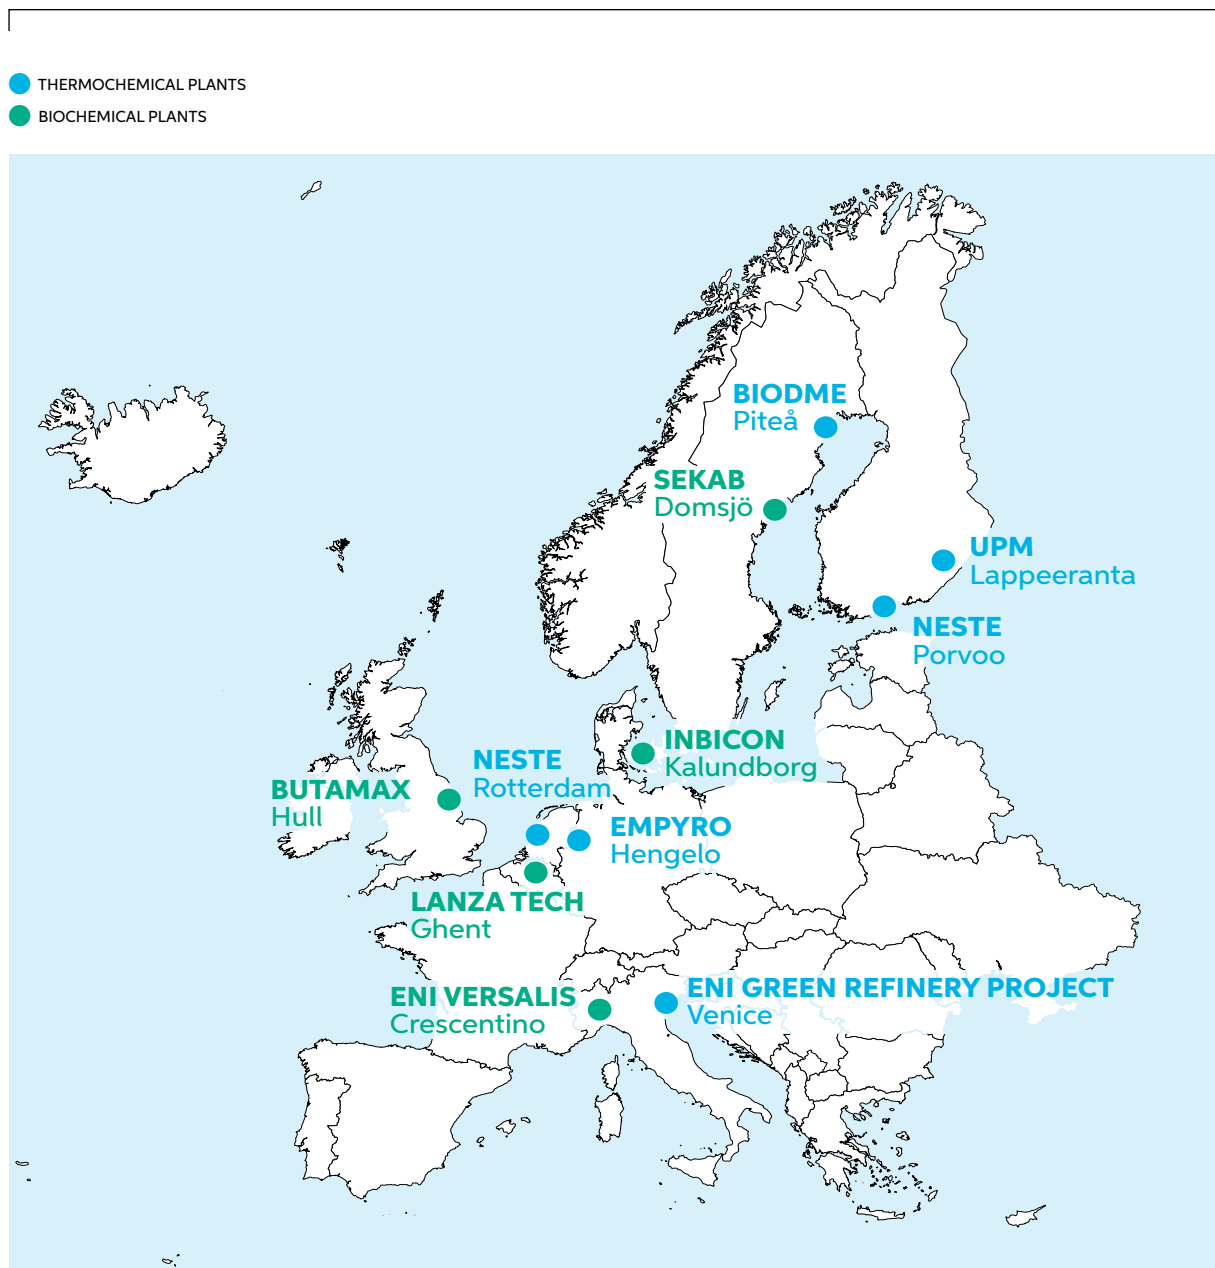 THERMOCHEMICAL PLANTS
BIOCHEMICAL PLANTS
BIODME
Piteå
SEKAB
Domsjö
UPM
Lappeeranta
NESTE
Porvoo
INBICON
Kalundborg
NESTE
Rotterdam
BUTAMAX
Hull
EMPYRO
Hengelo
LANZA TECH
Ghent
ENI VERSALIS
Crescentino
ENI GREEN REFINERY PROJECT
Venice